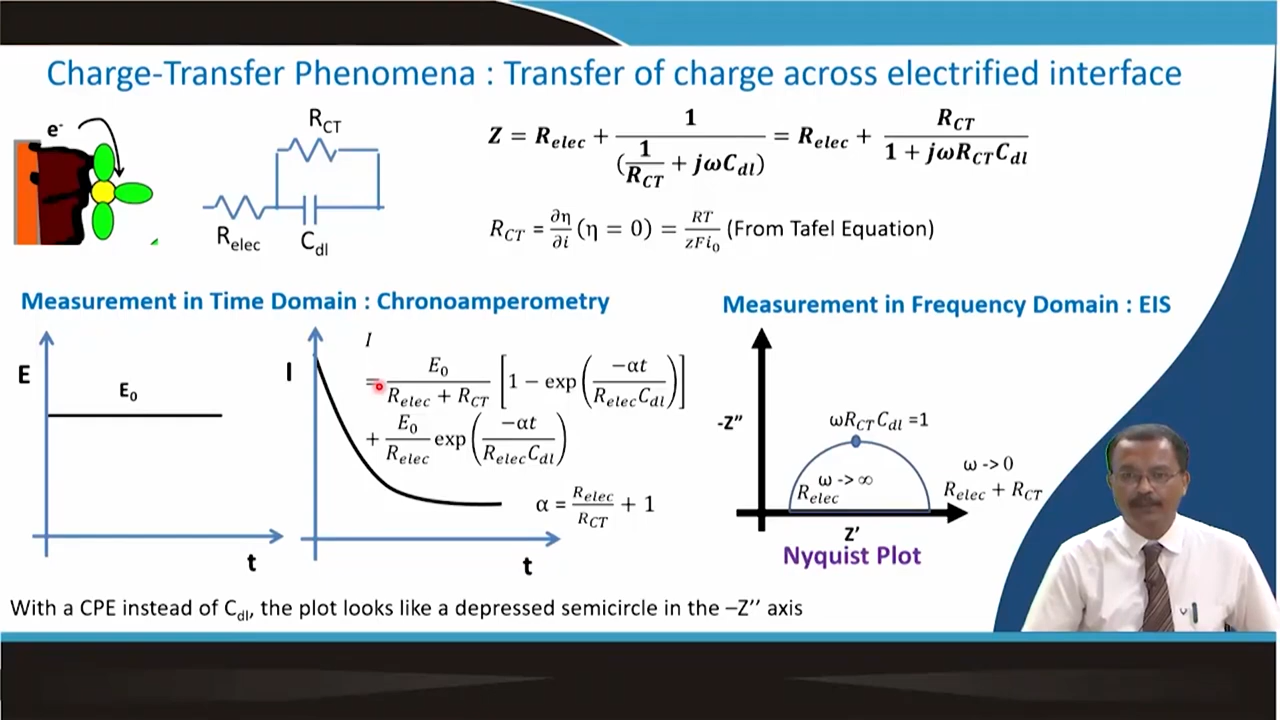 Charge-Transfer Phenomena : Transfer of charge across electrified interface
e-
R_CT
R_elec
C_dl
Z = R_elec + 1 / (1/R_CT + jωC_dl) = R_elec + R_CT / (1 + jωR_CT C_dl)
R_CT = ∂η/∂i (η = 0) = RT/zFi_0 (From Tafel Equation)
Measurement in Time Domain : Chronoamperometry
E
E_0
t
I
I
= E_0 / (R_elec + R_CT) [1 − exp(−αt / R_elec C_dl)]
+ E_0 / R_elec exp(−αt / R_elec C_dl)
α = R_elec / R_CT + 1
t
Measurement in Frequency Domain : EIS
-Z″
ωR_CT C_dl =1
ω -> ∞
R_elec
ω -> 0
R_elec + R_CT
Z′
Nyquist Plot
With a CPE instead of C_dl, the plot looks like a depressed semicircle in the –Z″ axis